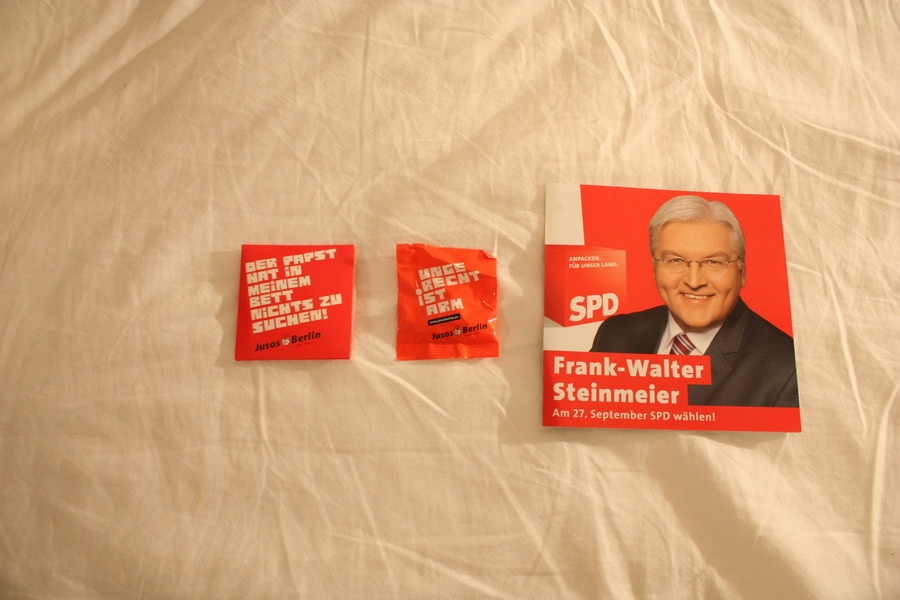 DER PAPST
HAT IN
MEINEM
BETT
NICHTS ZU
SUCHEN!
Jusos Berlin
UNGE
RECHT
IST
ARM
Jusos Berlin
ANPACKEN.
FÜR UNSER LAND.
SPD
Frank-Walter
Steinmeier
Am 27. September SPD wählen!